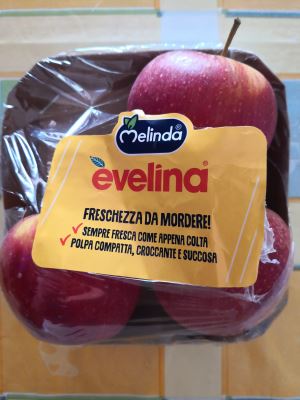 Melinda®
evelina®
FRESCHEZZA DA MORDERE!
SEMPRE FRESCA COME APPENA COLTA
POLPA COMPATTA, CROCCANTE E SUCCOSA